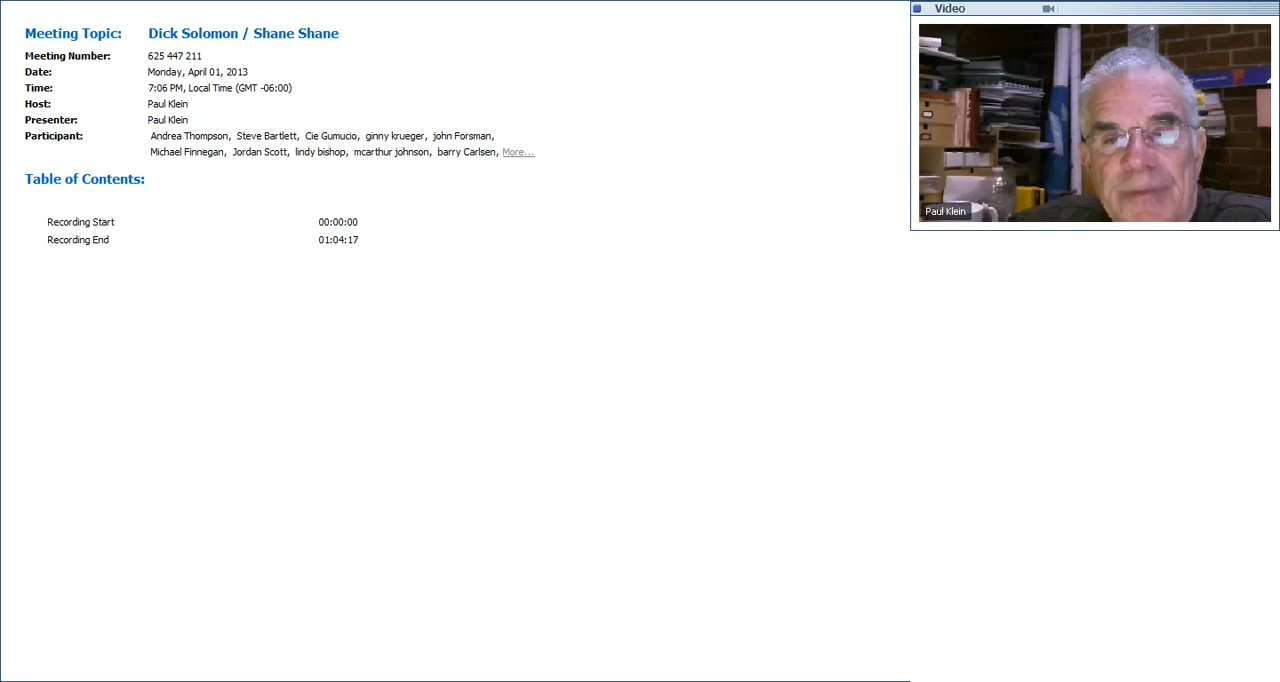 Meeting Topic: Dick Solomon / Shane Shane
Meeting Number: 625 447 211
Date: Monday, April 01, 2013
Time: 7:06 PM, Local Time (GMT -06:00)
Host: Paul Klein
Presenter: Paul Klein
Participant: Andrea Thompson, Steve Bartlett, Cie Gumucio, ginny krueger, john Forsman,
Michael Finnegan, Jordan Scott, lindy bishop, mcarthur johnson, barry Carlsen, More...
Table of Contents:
Recording Start 00:00:00
Recording End 01:04:17
Video
Paul Klein